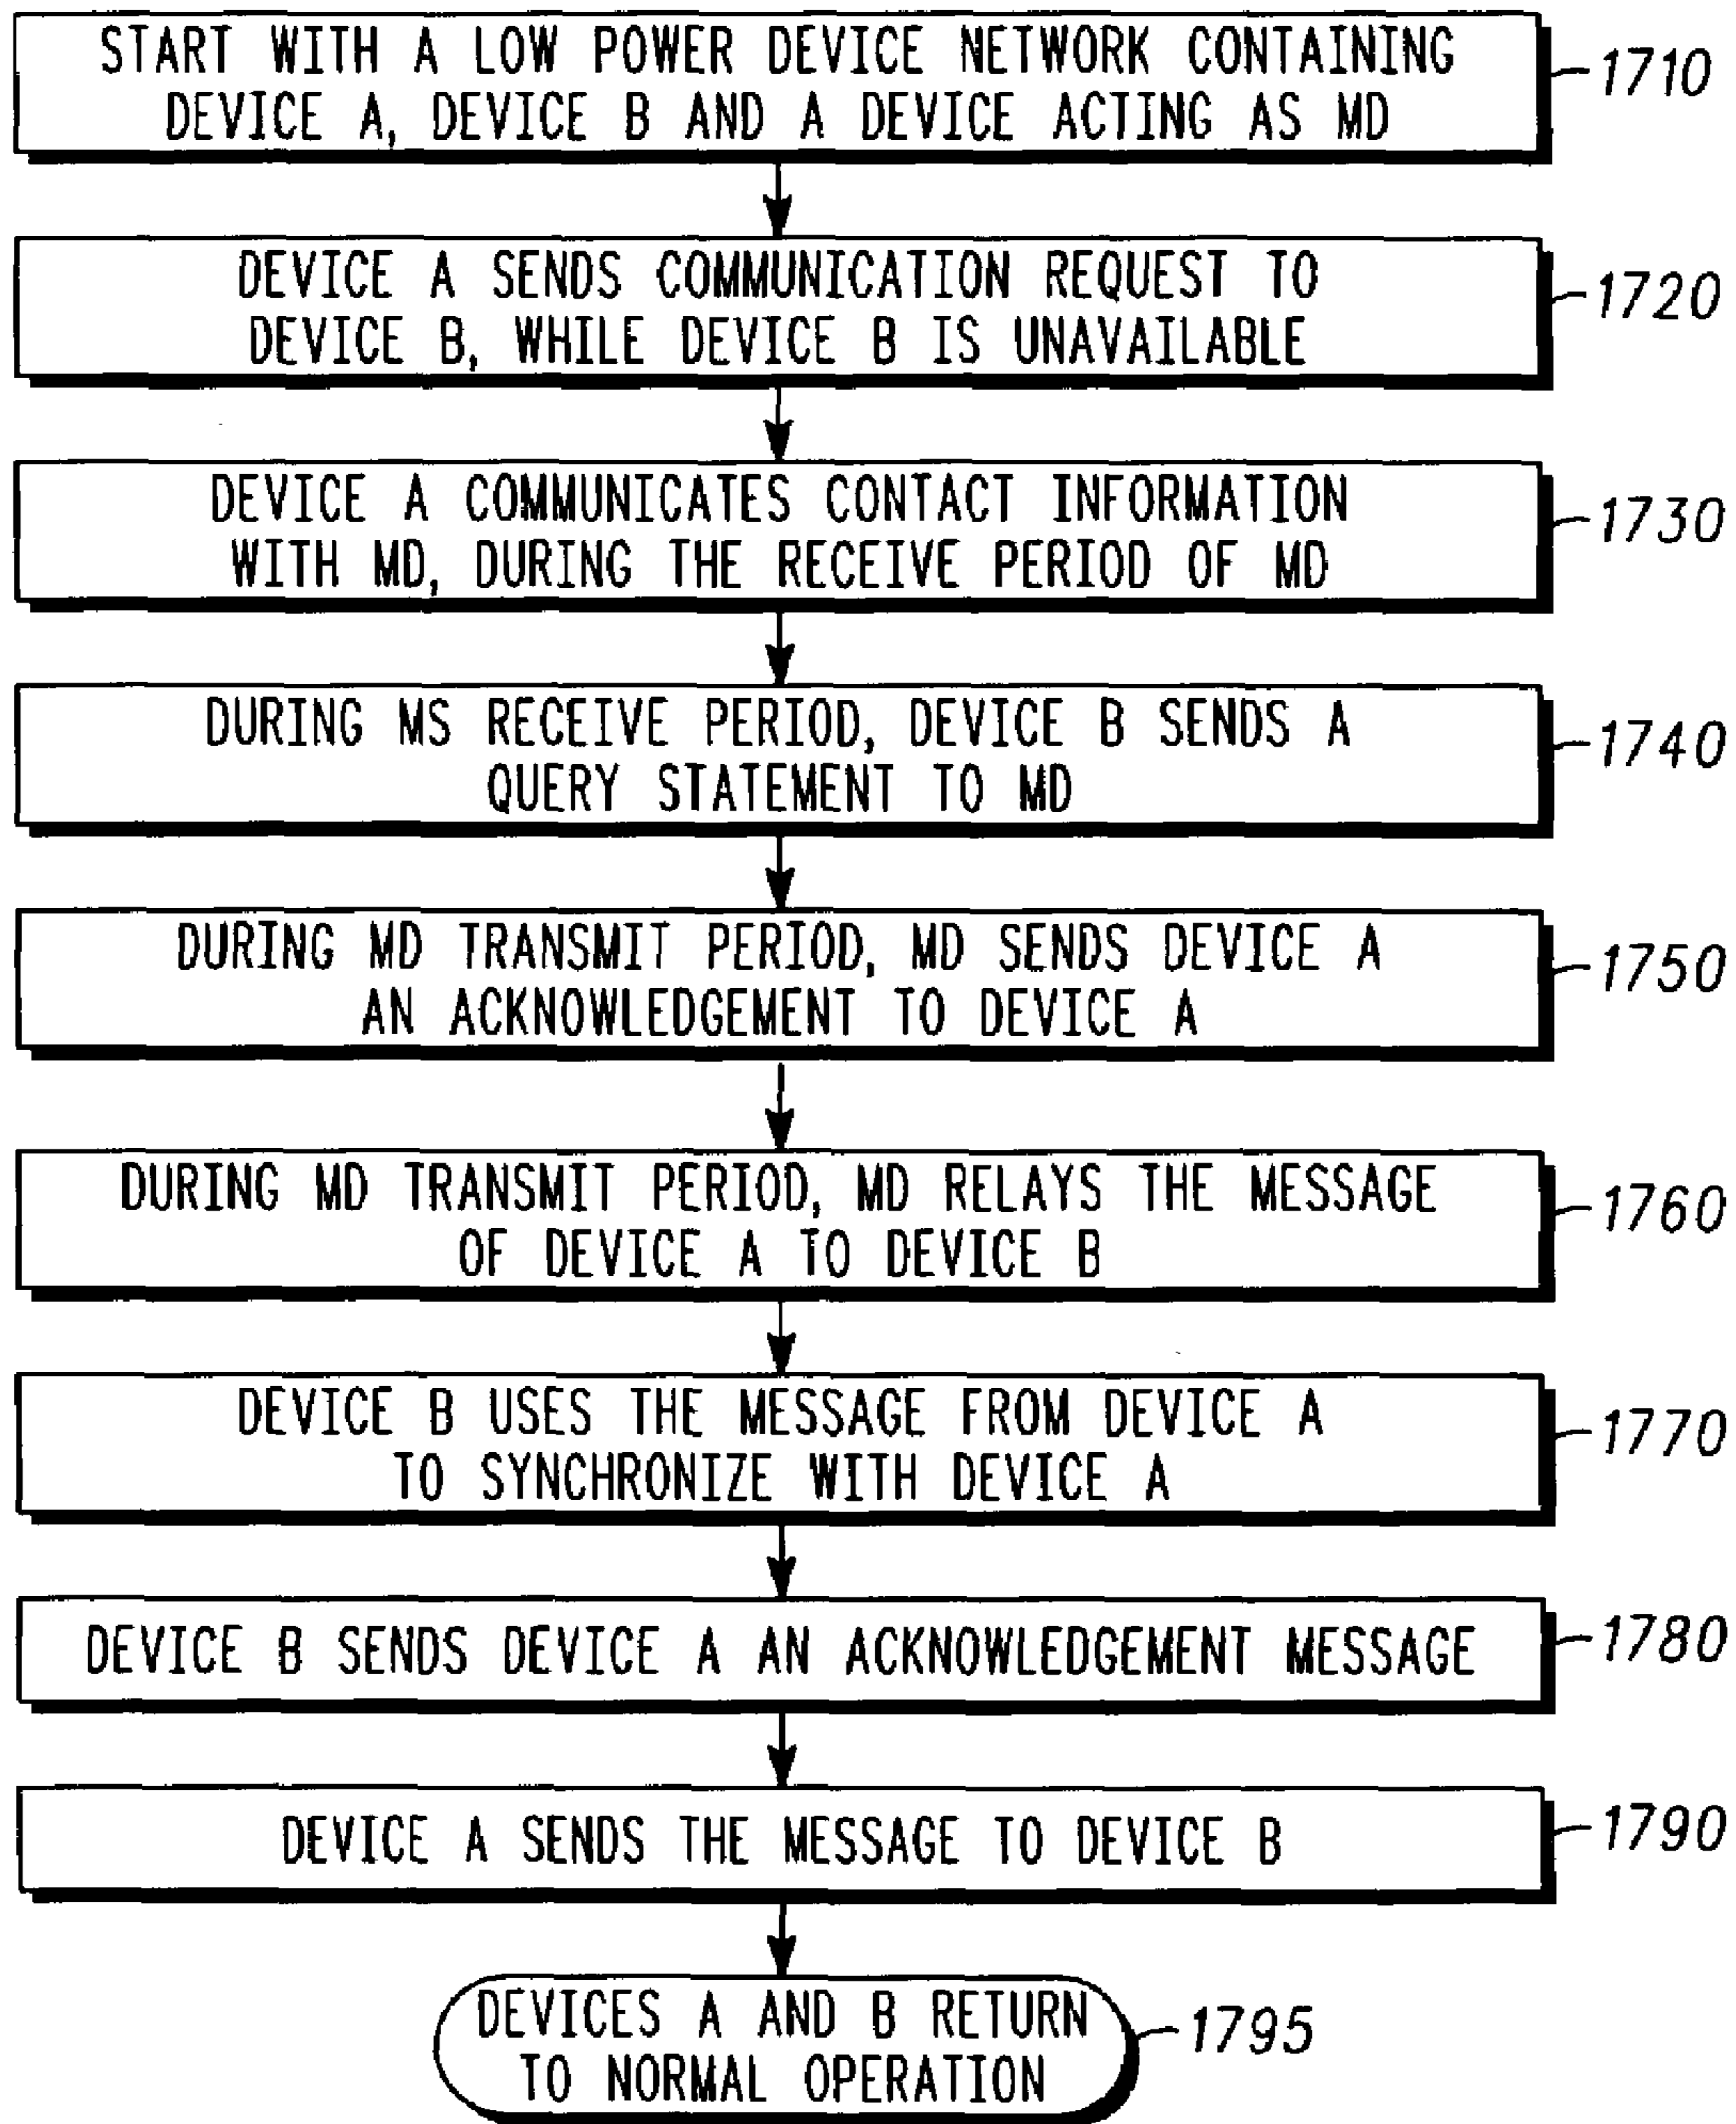 START WITH A LOW POWER DEVICE NETWORK CONTAINING
DEVICE A, DEVICE B AND A DEVICE ACTING AS MD
1710
DEVICE A SENDS COMMUNICATION REQUEST TO
DEVICE B, WHILE DEVICE B IS UNAVAILABLE
1720
DEVICE A COMMUNICATES CONTACT INFORMATION
WITH MD, DURING THE RECEIVE PERIOD OF MD
1730
DURING MS RECEIVE PERIOD, DEVICE B SENDS A
QUERY STATEMENT TO MD
1740
DURING MD TRANSMIT PERIOD, MD SENDS DEVICE A
AN ACKNOWLEDGEMENT TO DEVICE A
1750
DURING MD TRANSMIT PERIOD, MD RELAYS THE MESSAGE
OF DEVICE A TO DEVICE B
1760
DEVICE B USES THE MESSAGE FROM DEVICE A
TO SYNCHRONIZE WITH DEVICE A
1770
DEVICE B SENDS DEVICE A AN ACKNOWLEDGEMENT MESSAGE
1780
DEVICE A SENDS THE MESSAGE TO DEVICE B
1790
DEVICES A AND B RETURN
TO NORMAL OPERATION
1795